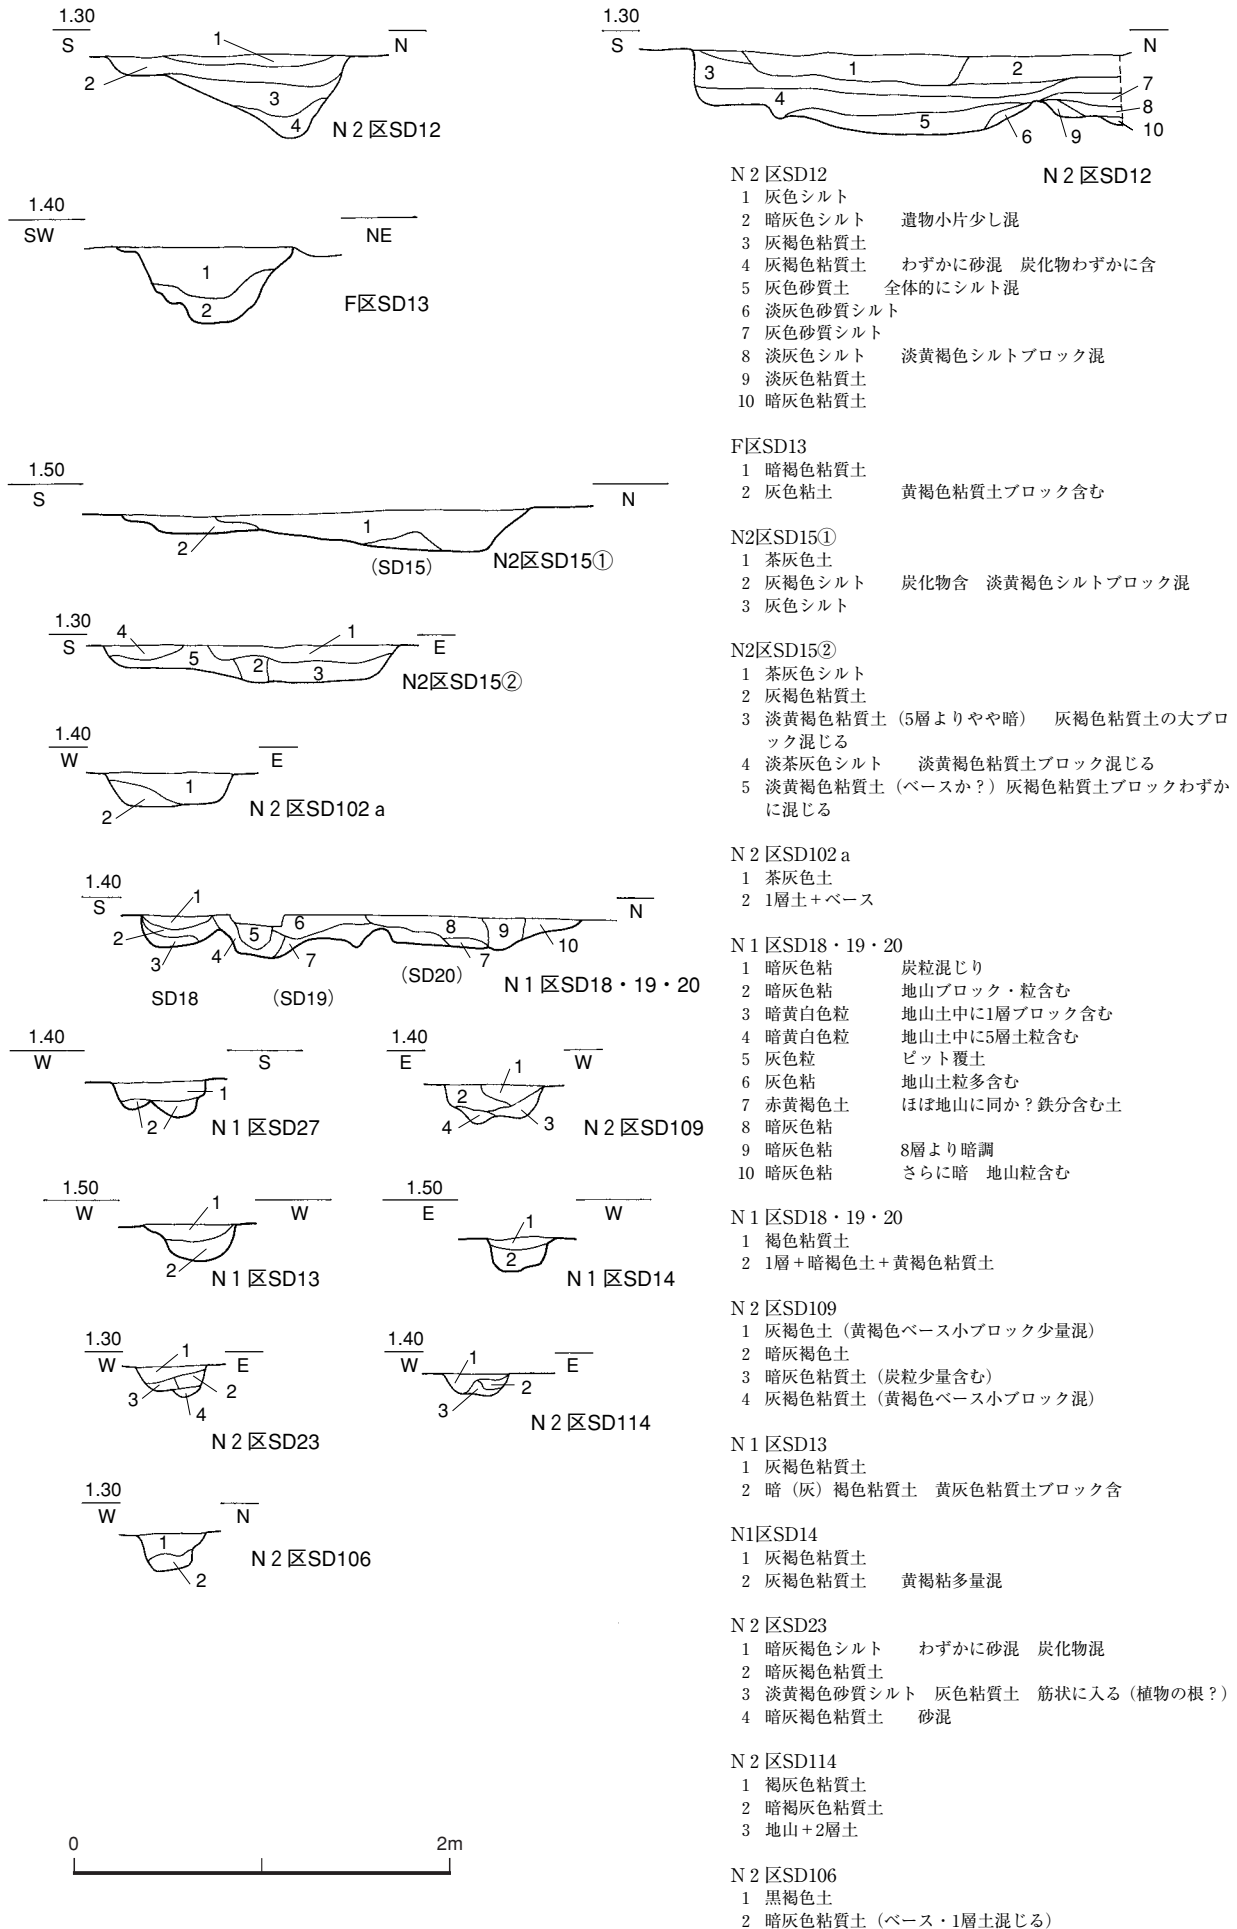 1.30
S
N
1
2
3
4
N 2 区SD12
1.30
S
N
1
2
3
4
5
6
7
8
9
10
N 2 区SD12
1.40
SW
NE
1
2
F区SD13
1.50
S
N
1
2
(SD15)
N2区SD15①
1.30
S
E
4
5
2
1
3
N2区SD15②
1.40
W
E
1
2
N 2 区SD102 a
1.40
S
N
1
2
3
4
5
6
7
8
7
9
10
SD18
(SD19)
(SD20)
N 1 区SD18・19・20
1.40
W
S
1
2
N 1 区SD27
1.40
E
W
1
2
3
4
N 2 区SD109
1.50
W
W
1
2
N 1 区SD13
1.50
E
W
1
2
N 1 区SD14
1.30
W
E
1
2
3
4
N 2 区SD23
1.40
W
E
1
2
3
N 2 区SD114
1.30
W
N
1
2
N 2 区SD106
0 2m
N 2 区SD12
1 灰色シルト
2 暗灰色シルト 遺物小片少し混
3 灰褐色粘質土
4 灰褐色粘質土 わずかに砂混 炭化物わずかに含
5 灰色砂質土 全体的にシルト混
6 淡灰色砂質シルト
7 灰色砂質シルト
8 淡灰色シルト 淡黄褐色シルトブロック混
9 淡灰色粘質土
10 暗灰色粘質土
F区SD13
1 暗褐色粘質土
2 灰色粘土 黄褐色粘質土ブロック含む
N2区SD15①
1 茶灰色土
2 灰褐色シルト 炭化物含 淡黄褐色シルトブロック混
3 灰色シルト
N2区SD15②
1 茶灰色シルト
2 灰褐色粘質土
3 淡黄褐色粘質土（5層よりやや暗） 灰褐色粘質土の大ブロ
ック混じる
4 淡茶灰色シルト 淡黄褐色粘質土ブロック混じる
5 淡黄褐色粘質土（ベースか？）灰褐色粘質土ブロックわずか
に混じる
N 2 区SD102 a
1 茶灰色土
2 1層土＋ベース
N 1 区SD18・19・20
1 暗灰色粘 炭粒混じり
2 暗灰色粘 地山ブロック・粒含む
3 暗黄白色粒 地山土中に1層ブロック含む
4 暗黄白色粒 地山土中に5層土粒含む
5 灰色粒 ピット覆土
6 灰色粘 地山土粒多含む
7 赤黄褐色土 ほぼ地山に同か？鉄分含む土
8 暗灰色粘
9 暗灰色粘 8層より暗調
10 暗灰色粘 さらに暗 地山粒含む
N 1 区SD18・19・20
1 褐色粘質土
2 1層＋暗褐色土＋黄褐色粘質土
N 2 区SD109
1 灰褐色土（黄褐色ベース小ブロック少量混）
2 暗灰褐色土
3 暗灰色粘質土（炭粒少量含む）
4 灰褐色粘質土（黄褐色ベース小ブロック混）
N 1 区SD13
1 灰褐色粘質土
2 暗（灰）褐色粘質土 黄灰色粘質土ブロック含
N1区SD14
1 灰褐色粘質土
2 灰褐色粘質土 黄褐粘多量混
N 2 区SD23
1 暗灰褐色シルト わずかに砂混 炭化物混
2 暗灰褐色粘質土
3 淡黄褐色砂質シルト 灰色粘質土 筋状に入る（植物の根？）
4 暗灰褐色粘質土 砂混
N 2 区SD114
1 褐灰色粘質土
2 暗褐灰色粘質土
3 地山＋2層土
N 2 区SD106
1 黒褐色土
2 暗灰色粘質土（ベース・1層土混じる）